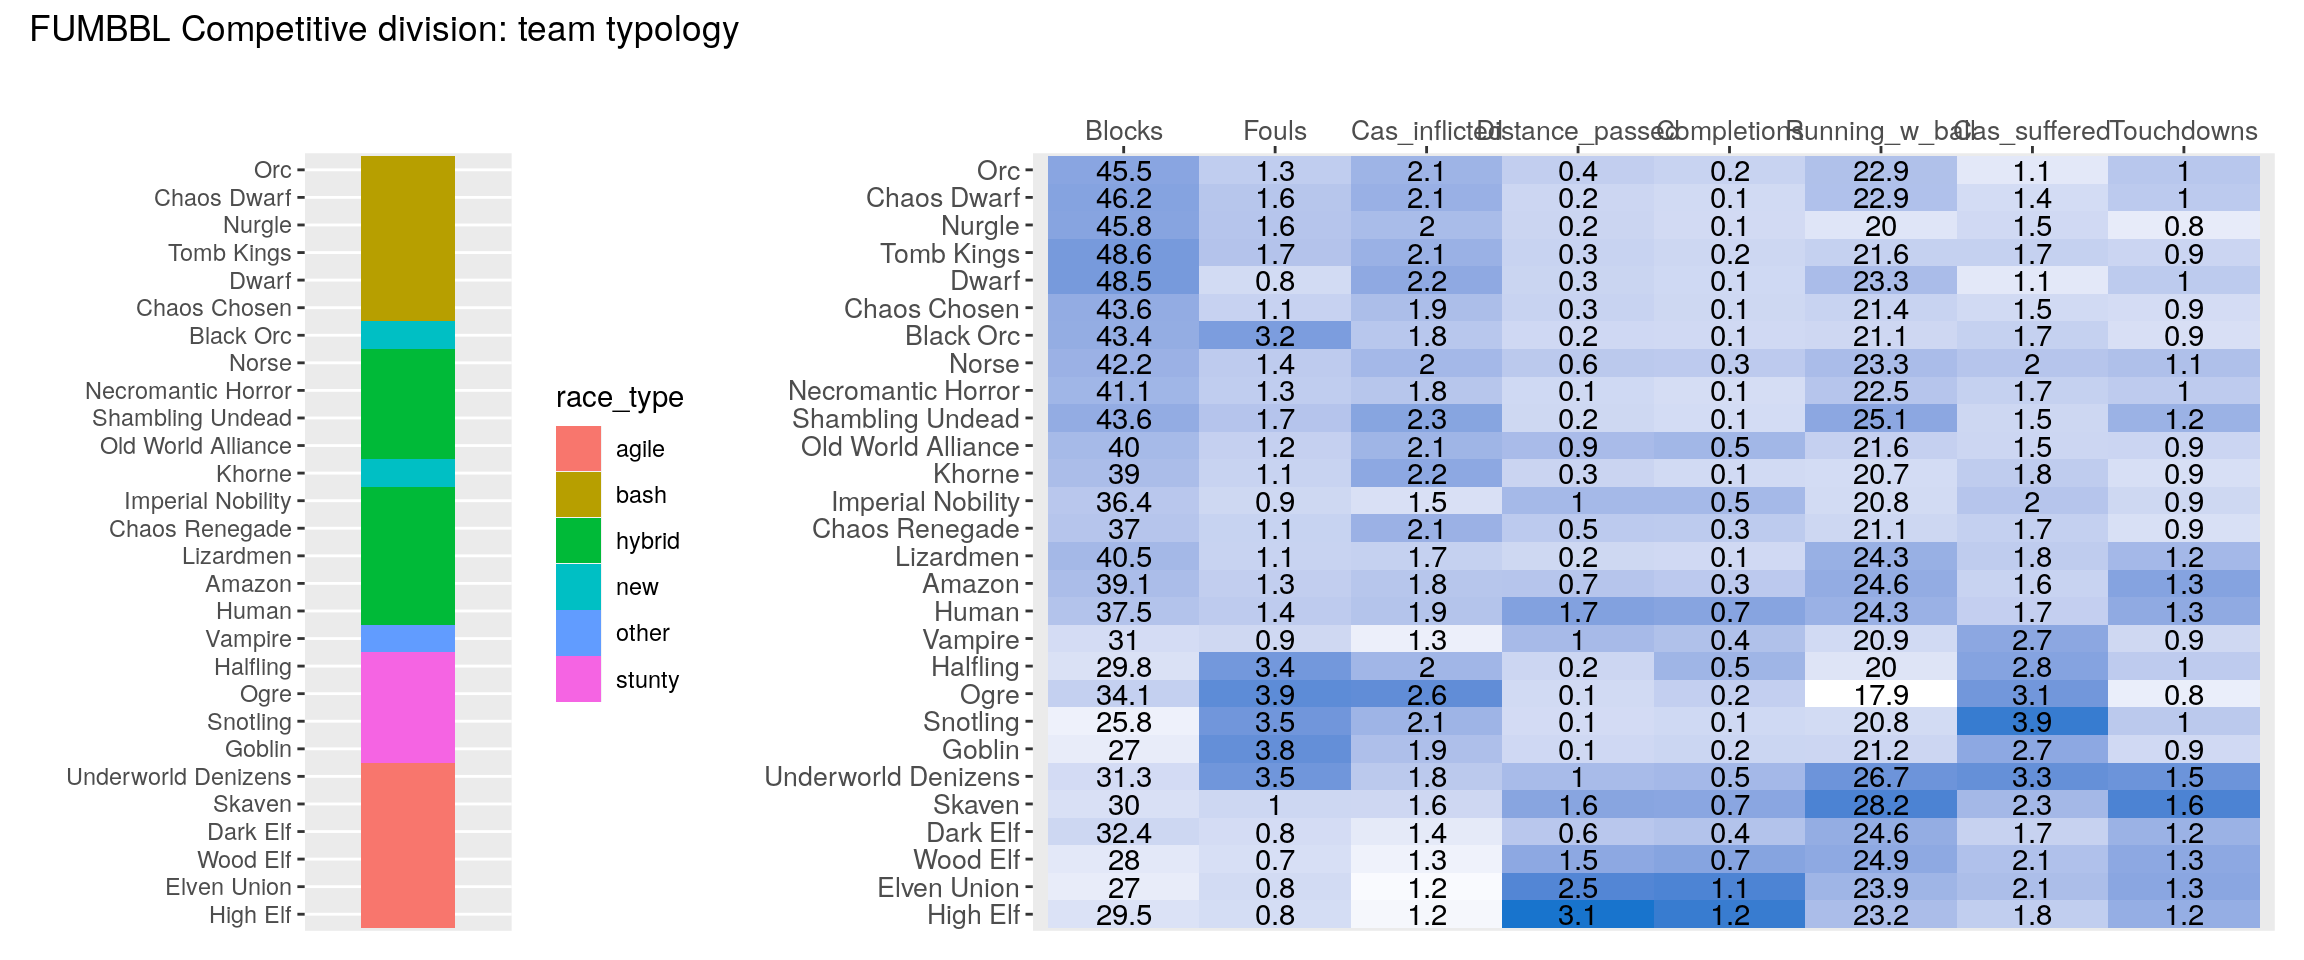 FUMBBL Competitive division: team typology
Orc
Chaos Dwarf
Nurgle
Tomb Kings
Dwarf
Chaos Chosen
Black Orc
Norse
Necromantic Horror
Shambling Undead
Old World Alliance
Khorne
Imperial Nobility
Chaos Renegade
Lizardmen
Amazon
Human
Vampire
Halfling
Ogre
Snotling
Goblin
Underworld Denizens
Skaven
Dark Elf
Wood Elf
Elven Union
High Elf
race_type
agile
bash
hybrid
new
other
stunty
Blocks Fouls Cas_inflicted Distance_passed Completions Running_w_ball Cas_suffered Touchdowns
Orc 45.5 1.3 2.1 0.4 0.2 22.9 1.1 1
Chaos Dwarf 46.2 1.6 2.1 0.2 0.1 22.9 1.4 1
Nurgle 45.8 1.6 2 0.2 0.1 20 1.5 0.8
Tomb Kings 48.6 1.7 2.1 0.3 0.2 21.6 1.7 0.9
Dwarf 48.5 0.8 2.2 0.3 0.1 23.3 1.1 1
Chaos Chosen 43.6 1.1 1.9 0.3 0.1 21.4 1.5 0.9
Black Orc 43.4 3.2 1.8 0.2 0.1 21.1 1.7 0.9
Norse 42.2 1.4 2 0.6 0.3 23.3 2 1.1
Necromantic Horror 41.1 1.3 1.8 0.1 0.1 22.5 1.7 1
Shambling Undead 43.6 1.7 2.3 0.2 0.1 25.1 1.5 1.2
Old World Alliance 40 1.2 2.1 0.9 0.5 21.6 1.5 0.9
Khorne 39 1.1 2.2 0.3 0.1 20.7 1.8 0.9
Imperial Nobility 36.4 0.9 1.5 1 0.5 20.8 2 0.9
Chaos Renegade 37 1.1 2.1 0.5 0.3 21.1 1.7 0.9
Lizardmen 40.5 1.1 1.7 0.2 0.1 24.3 1.8 1.2
Amazon 39.1 1.3 1.8 0.7 0.3 24.6 1.6 1.3
Human 37.5 1.4 1.9 1.7 0.7 24.3 1.7 1.3
Vampire 31 0.9 1.3 1 0.4 20.9 2.7 0.9
Halfling 29.8 3.4 2 0.2 0.5 20 2.8 1
Ogre 34.1 3.9 2.6 0.1 0.2 17.9 3.1 0.8
Snotling 25.8 3.5 2.1 0.1 0.1 20.8 3.9 1
Goblin 27 3.8 1.9 0.1 0.2 21.2 2.7 0.9
Underworld Denizens 31.3 3.5 1.8 1 0.5 26.7 3.3 1.5
Skaven 30 1 1.6 1.6 0.7 28.2 2.3 1.6
Dark Elf 32.4 0.8 1.4 0.6 0.4 24.6 1.7 1.2
Wood Elf 28 0.7 1.3 1.5 0.7 24.9 2.1 1.3
Elven Union 27 0.8 1.2 2.5 1.1 23.9 2.1 1.3
High Elf 29.5 0.8 1.2 3.1 1.2 23.2 1.8 1.2